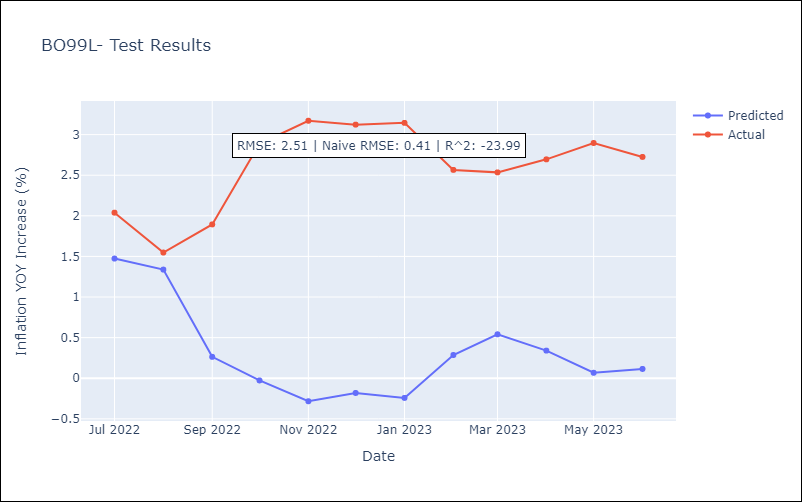 BO99L- Test Results
Predicted
Actual
RMSE: 2.51 | Naive RMSE: 0.41 | R^2: -23.99
Inflation YOY Increase (%)
3
2.5
2
1.5
1
0.5
0
−0.5
Jul 2022
Sep 2022
Nov 2022
Jan 2023
Mar 2023
May 2023
Date